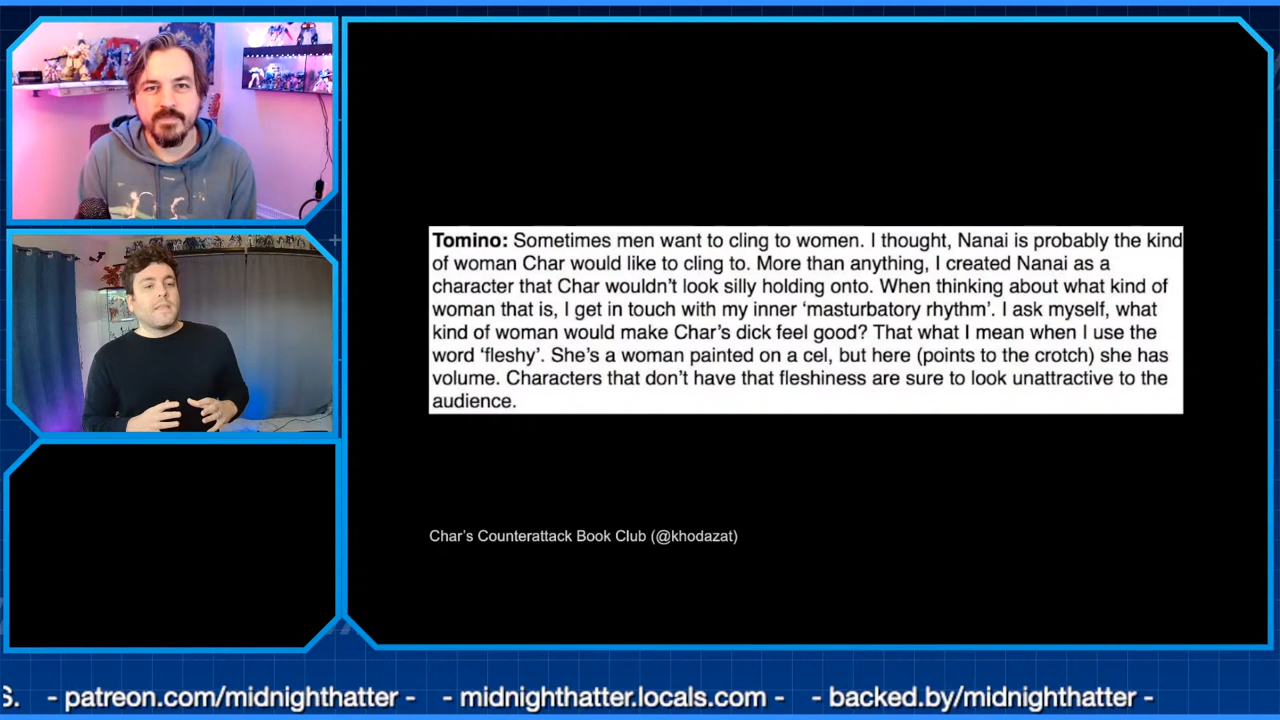 Tomino: Sometimes men want to cling to women. I thought, Nanai is probably the kind
of woman Char would like to cling to. More than anything, I created Nanai as a
character that Char wouldn't look silly holding onto. When thinking about what kind of
woman that is, I get in touch with my inner ‘masturbatory rhythm’. I ask myself, what
kind of woman would make Char's dick feel good? That what I mean when I use the
word ‘fleshy’. She's a woman painted on a cel, but here (points to the crotch) she has
volume. Characters that don't have that fleshiness are sure to look unattractive to the
audience.
Char's Counterattack Book Club (@khodazat)
S. - patreon.com/midnighthatter - - midnighthatter.locals.com - - backed.by/midnighthatter -